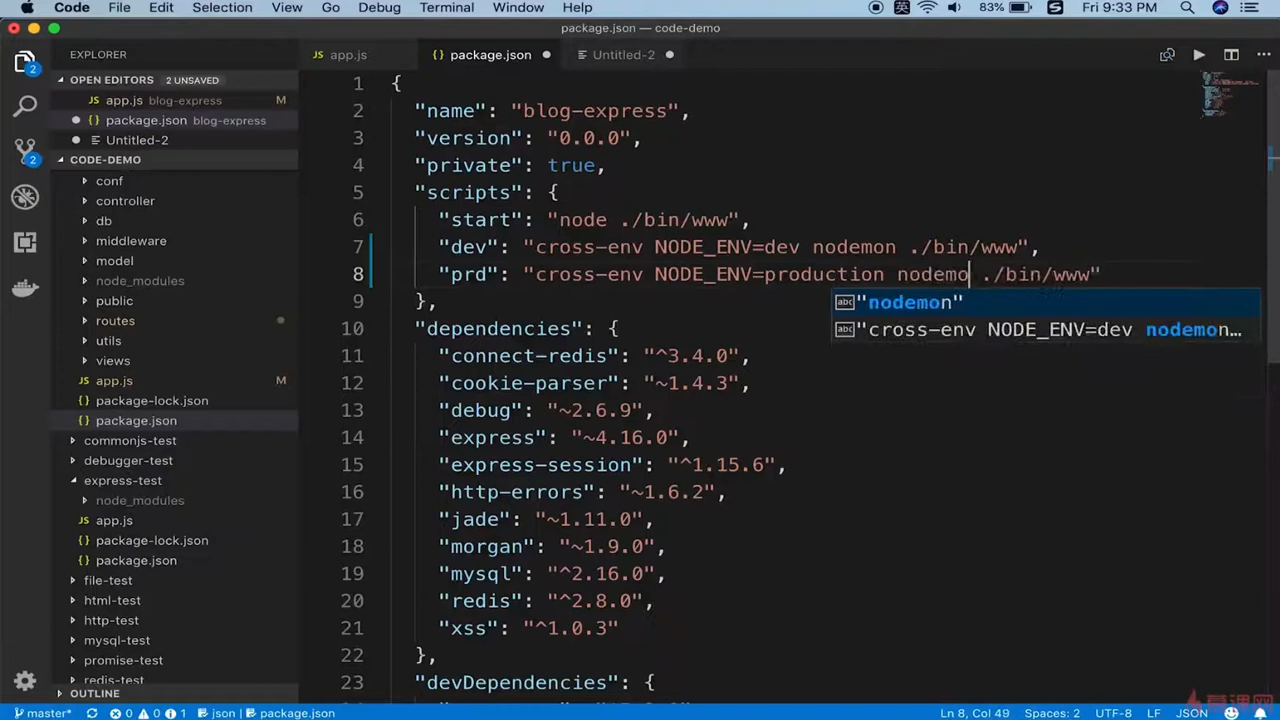 Code File Edit Selection View Go Debug Terminal Window Help 英 83% S Fri 9:33 PM
package.json — code-demo
EXPLORER
OPEN EDITORS 2 UNSAVED
JS app.js blog-express M
{} package.json blog-express
Untitled-2
CODE-DEMO
conf
controller
db
middleware
model
node_modules
public
routes
utils
views
JS app.js M
{} package-lock.json
{} package.json
commonjs-test
debugger-test
express-test
node_modules
JS app.js
{} package-lock.json
{} package.json
file-test
html-test
http-test
mysql-test
promise-test
redis-test
OUTLINE
2
2
JS app.js {} package.json Untitled-2
1 {
2 "name": "blog-express",
3 "version": "0.0.0",
4 "private": true,
5 "scripts": {
6 "start": "node ./bin/www",
7 "dev": "cross-env NODE_ENV=dev nodemon ./bin/www",
8 "prd": "cross-env NODE_ENV=production nodemo ./bin/www"
9 },
10 "dependencies": {
11 "connect-redis": "^3.4.0",
12 "cookie-parser": "~1.4.3",
13 "debug": "~2.6.9",
14 "express": "~4.16.0",
15 "express-session": "^1.15.6",
16 "http-errors": "~1.6.2",
17 "jade": "~1.11.0",
18 "morgan": "~1.9.0",
19 "mysql": "^2.16.0",
20 "redis": "^2.8.0",
21 "xss": "^1.0.3"
22 },
23 "devDependencies": {
abc "nodemon"
abc "cross-env NODE_ENV=dev nodemon…
master* 0 0 1 json {} package.json Ln 8, Col 49 Spaces: 2 UTF-8 LF JSON